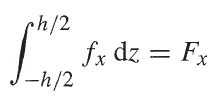 ∫_{-h/2}^{h/2} f_x dz = F_x